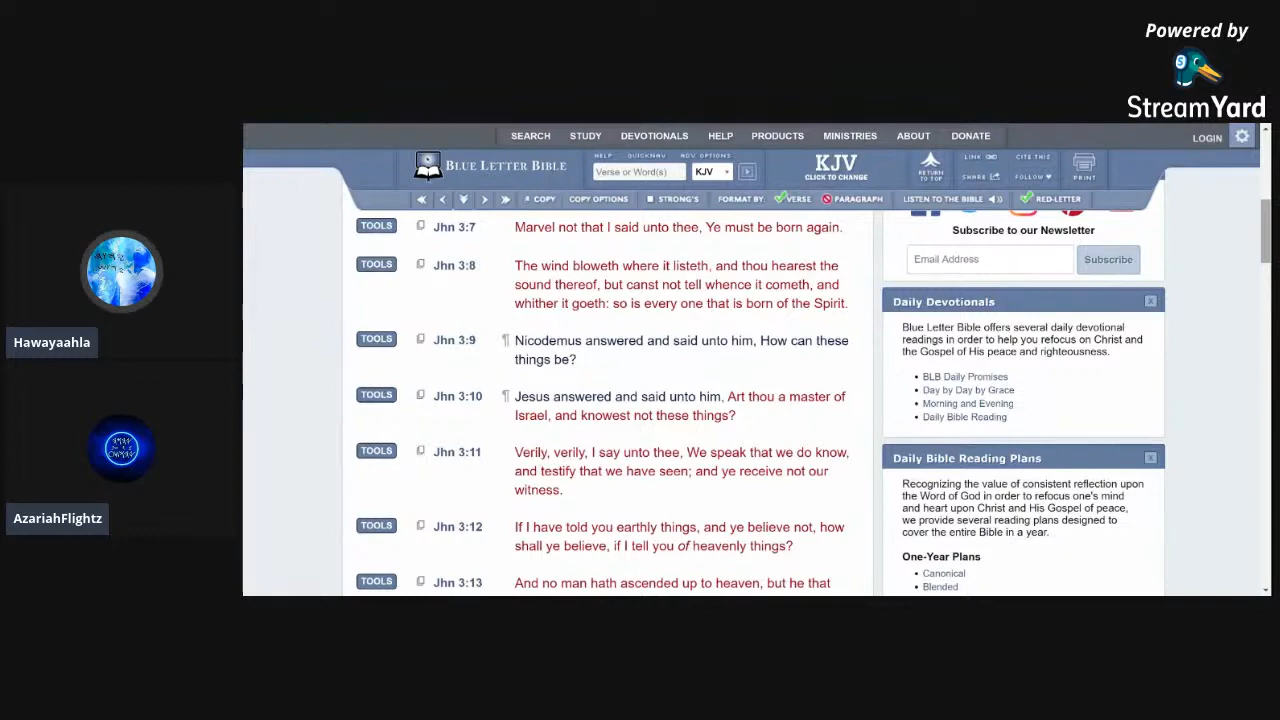 Powered by
StreamYard
SEARCH STUDY DEVOTIONALS HELP PRODUCTS MINISTRIES ABOUT DONATE
LOGIN
BLUE LETTER BIBLE
HELP QUICKNAV ADV OPTIONS
Verse or Word(s) KJV
KJV
CLICK TO CHANGE
RETURN
TO TOP
LINK CITE THIS
SHARE FOLLOW
PRINT
COPY COPY OPTIONS STRONG'S FORMAT BY VERSE PARAGRAPH LISTEN TO THE BIBLE RED-LETTER
TOOLS Jhn 3:7 Marvel not that I said unto thee, Ye must be born again.
TOOLS Jhn 3:8 The wind bloweth where it listeth, and thou hearest the
sound thereof, but canst not tell whence it cometh, and
whither it goeth: so is every one that is born of the Spirit.
TOOLS Jhn 3:9 ¶ Nicodemus answered and said unto him, How can these
things be?
TOOLS Jhn 3:10 ¶ Jesus answered and said unto him, Art thou a master of
Israel, and knowest not these things?
TOOLS Jhn 3:11 Verily, verily, I say unto thee, We speak that we do know,
and testify that we have seen; and ye receive not our
witness.
TOOLS Jhn 3:12 If I have told you earthly things, and ye believe not, how
shall ye believe, if I tell you of heavenly things?
TOOLS Jhn 3:13 And no man hath ascended up to heaven, but he that
Subscribe to our Newsletter
Email Address Subscribe
Daily Devotionals x
Blue Letter Bible offers several daily devotional
readings in order to help you refocus on Christ and
the Gospel of His peace and righteousness.
• BLB Daily Promises
• Day by Day by Grace
• Morning and Evening
• Daily Bible Reading
Daily Bible Reading Plans x
Recognizing the value of consistent reflection upon
the Word of God in order to refocus one's mind
and heart upon Christ and His Gospel of peace,
we provide several reading plans designed to
cover the entire Bible in a year.
One-Year Plans
• Canonical
• Blended
Hawayaahla
AzariahFlightz